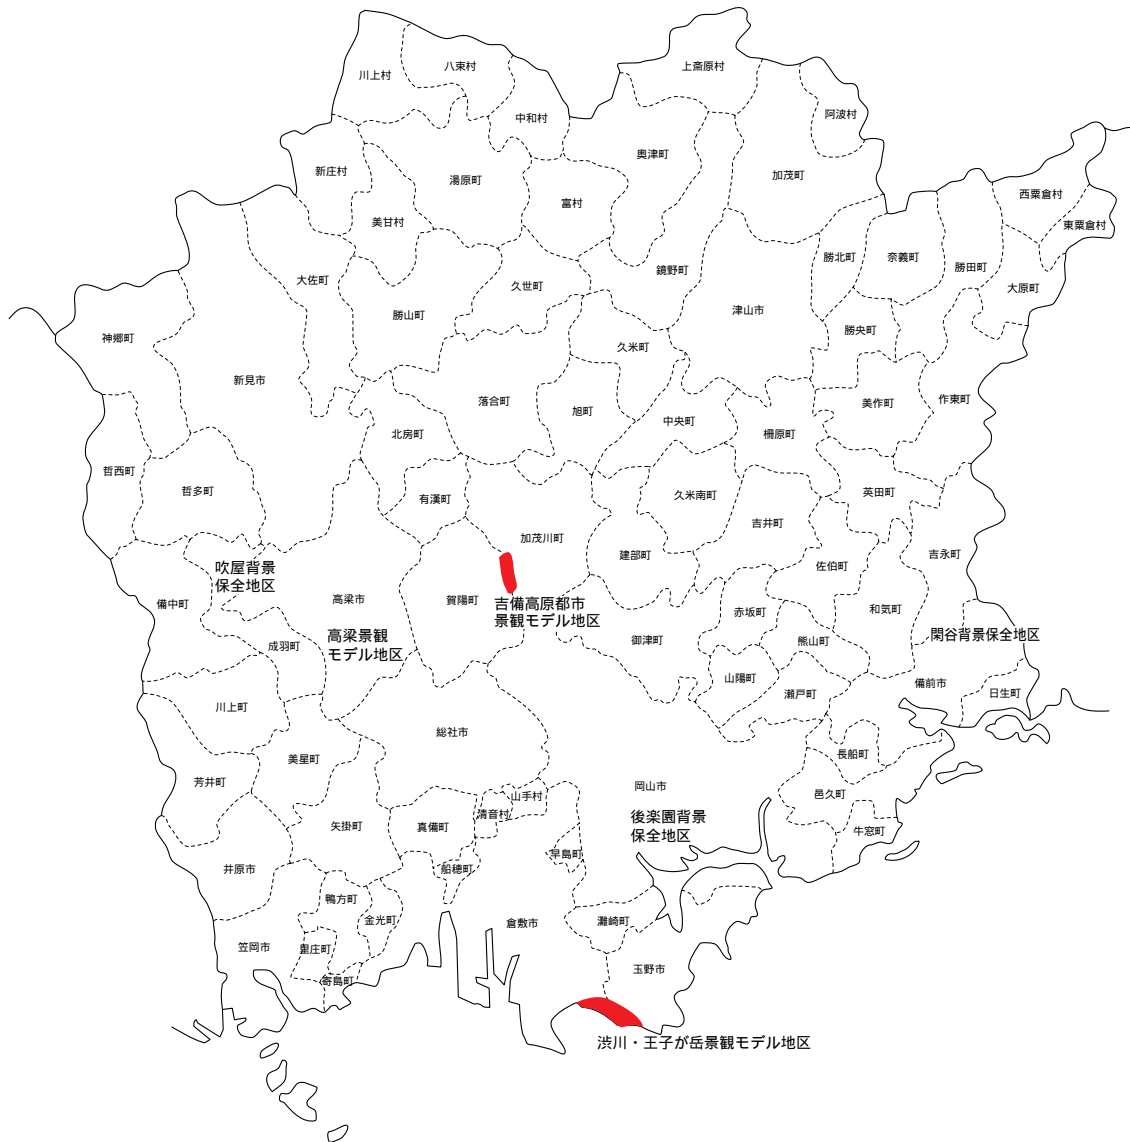 川上村
八束村
上斎原村
中和村
阿波村
奥津町
新庄村
湯原町
加茂町
富村
美甘村
西粟倉村
東粟倉村
勝北町
奈義町
勝田町
鏡野町
大佐町
久世町
大原町
津山市
勝山町
勝央町
神郷町
久米町
新見市
落合町
旭町
美作町
作東町
中央町
北房町
柵原町
哲西町
哲多町
有漢町
久米南町
英田町
吉井町
加茂川町
建部町
吉永町
吹屋背景
保全地区
佐伯町
備中町
高梁市
賀陽町
吉備高原都市
景観モデル地区
赤坂町
和気町
高梁景観
モデル地区
成羽町
御津町
熊山町
閑谷背景保全地区
山陽町
瀬戸町
備前市
日生町
川上町
総社市
美星町
長船町
芳井町
岡山市
山手村
清音村
邑久町
矢掛町
真備町
後楽園背景
保全地区
牛窓町
早島町
井原市
船穂町
鴨方町
金光町
倉敷市
灘崎町
笠岡市
里庄町
玉野市
寄島町
渋川・王子が岳景観モデル地区